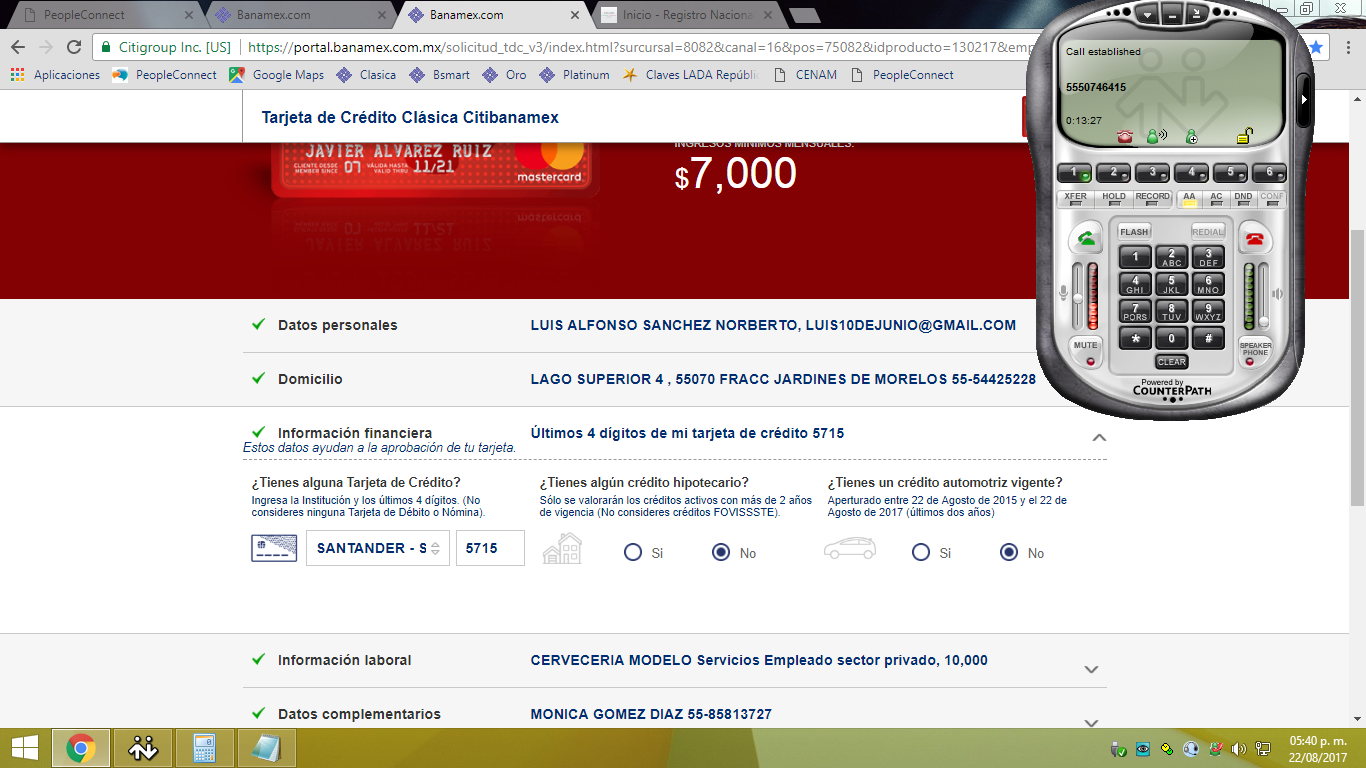 PeopleConnect
Banamex.com
Banamex.com
Inicio - Registro Naciona
Citigroup Inc. [US]
https://portal.banamex.com.mx/solicitud_tdc_v3/index.html?surcursal=8082&canal=16&pos=75082&idproducto=130217&emp
Aplicaciones
PeopleConnect
Google Maps
Clasica
Bsmart
Oro
Platinum
Claves LADA Repúblic
CENAM
PeopleConnect
Tarjeta de Crédito Clásica Citibanamex
JAVIER ALVAREZ RUIZ
CLIENTE DESDE
MEMBER SINCE
07
VÁLIDA HASTA
VALID THRU
11/21
mastercard
INGRESOS MÍNIMOS MENSUALES:
$7,000
Datos personales
LUIS ALFONSO SANCHEZ NORBERTO, LUIS10DEJUNIO@GMAIL.COM
Domicilio
LAGO SUPERIOR 4 , 55070 FRACC JARDINES DE MORELOS 55-54425228
Información financiera
Últimos 4 dígitos de mi tarjeta de crédito 5715
Estos datos ayudan a la aprobación de tu tarjeta.
¿Tienes alguna Tarjeta de Crédito?
Ingresa la Institución y los últimos 4 dígitos. (No
consideres ninguna Tarjeta de Débito o Nómina).
SANTANDER - S
5715
¿Tienes algún crédito hipotecario?
Sólo se valorarán los créditos activos con más de 2 años
de vigencia (No consideres créditos FOVISSSTE).
Si
No
¿Tienes un crédito automotriz vigente?
Aperturado entre 22 de Agosto de 2015 y el 22 de
Agosto de 2017 (últimos dos años)
Si
No
Información laboral
CERVECERIA MODELO Servicios Empleado sector privado, 10,000
Datos complementarios
MONICA GOMEZ DIAZ 55-85813727
Call established
5550746415
0:13:27
1 2 3 4 5 6
XFER HOLD RECORD AA AC DND CONF
FLASH REDIAL
1 2 ABC 3 DEF
4 GHI 5 JKL 6 MNO
7 PQRS 8 TUV 9 WXYZ
* 0 #
CLEAR
MUTE
SPEAKER
PHONE
Powered by
COUNTERPATH
05:40 p. m.
22/08/2017